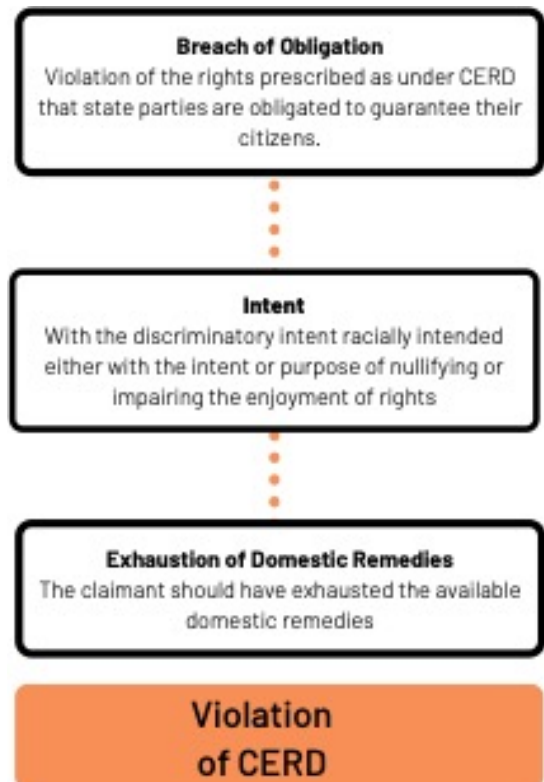 Breach of Obligation
Violation of the rights prescribed as under CERD
that state parties are obligated to guarantee their
citizens.
Intent
With the discriminatory intent racially intended
either with the intent or purpose of nullifying or
impairing the enjoyment of rights
Exhaustion of Domestic Remedies
The claimant should have exhausted the available
domestic remedies
Violation
of CERD